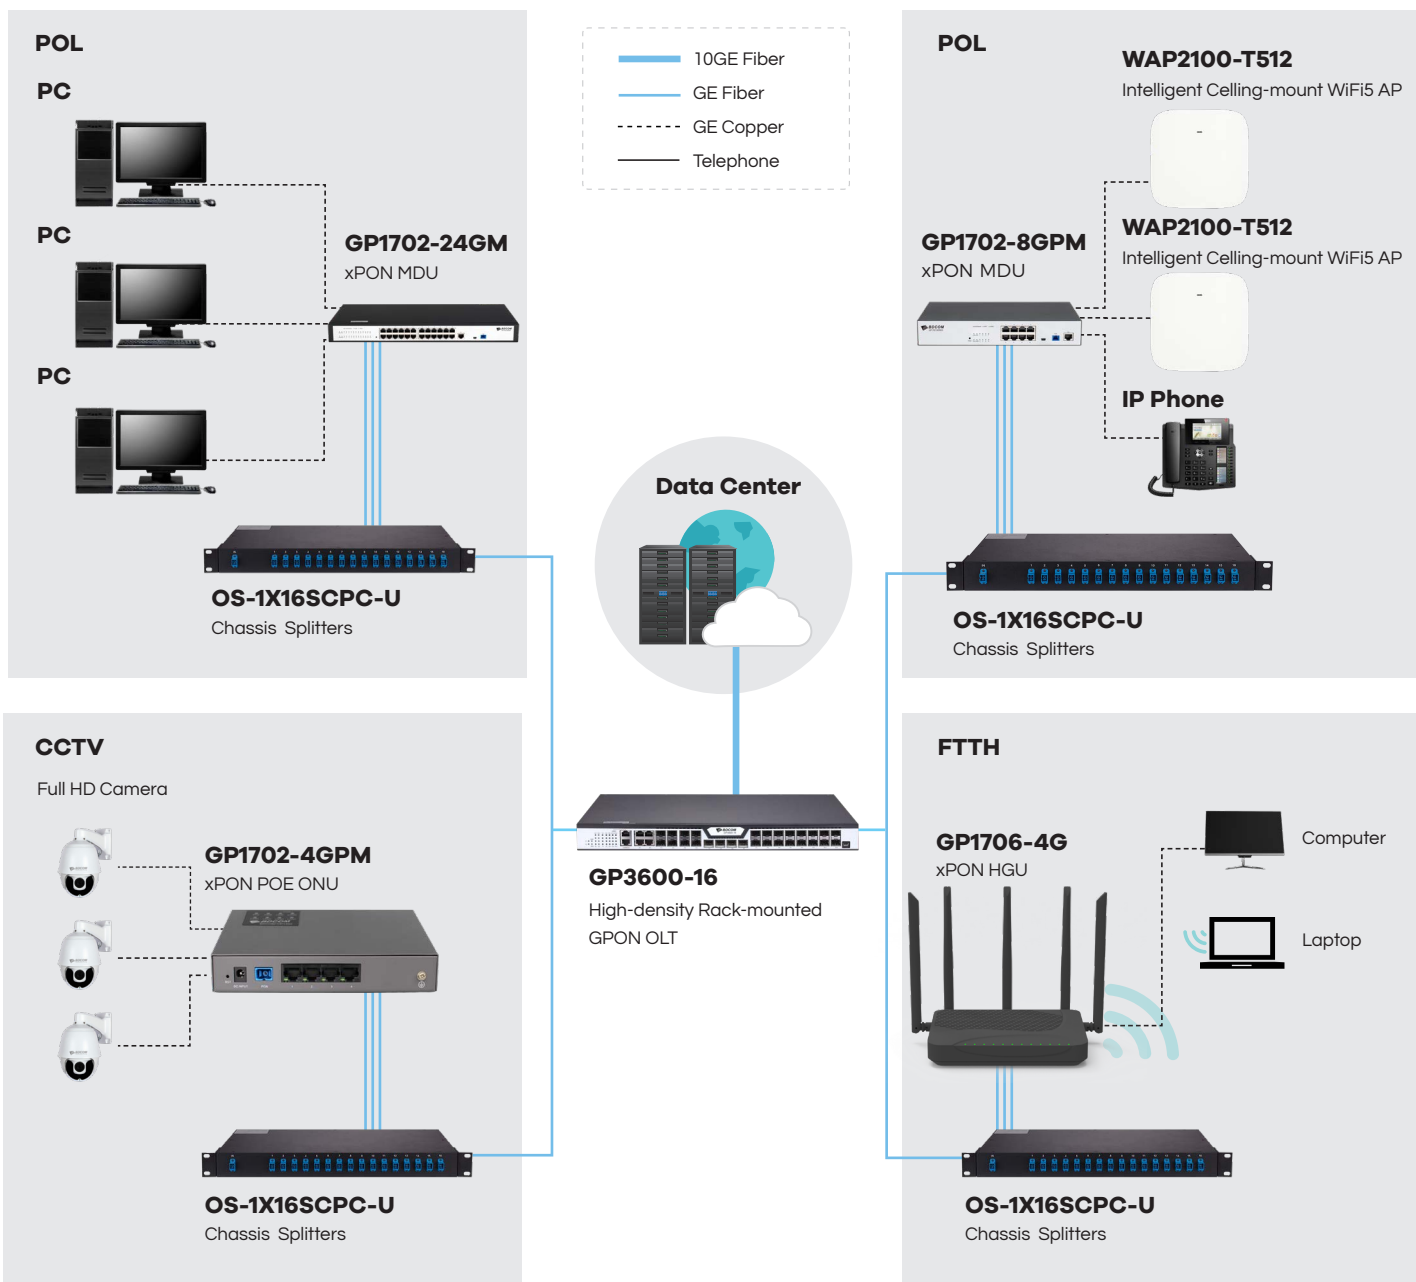 POL
PC
PC
GP1702-24GM
xPON MDU
PC
OS-1X16SCPC-U
Chassis Splitters
10GE Fiber
GE Fiber
GE Copper
Telephone
POL
WAP2100-T512
Intelligent Celling-mount WiFi5 AP
WAP2100-T512
Intelligent Celling-mount WiFi5 AP
GP1702-8GPM
xPON MDU
BDCOM
IP Phone
OS-1X16SCPC-U
Chassis Splitters
Data Center
CCTV
Full HD Camera
GP1702-4GPM
xPON POE ONU
OS-1X16SCPC-U
Chassis Splitters
BDCOM
GP3600-16
High-density Rack-mounted
GPON OLT
FTTH
GP1706-4G
xPON HGU
Computer
Laptop
OS-1X16SCPC-U
Chassis Splitters